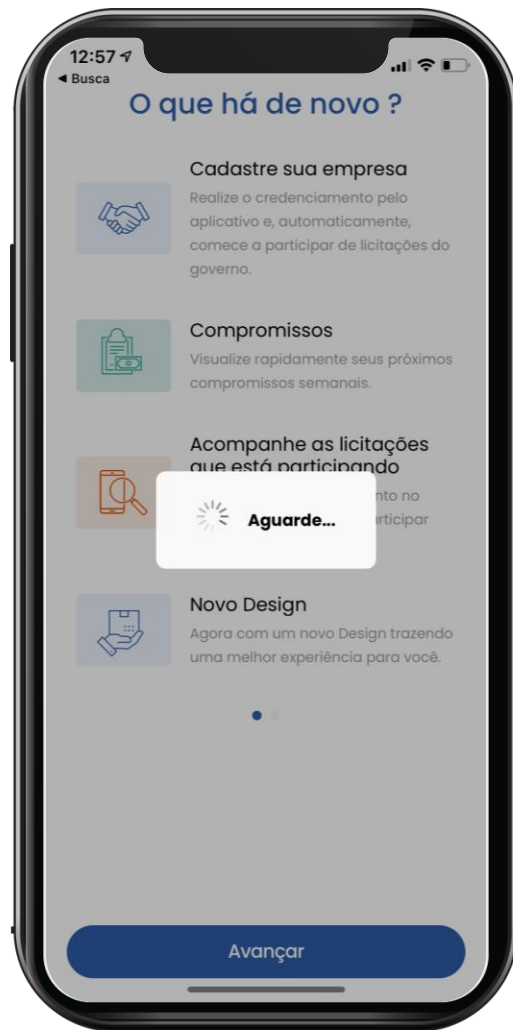 12:57
◀ Busca
O que há de novo ?
Cadastre sua empresa
Realize o credenciamento pelo
aplicativo e, automaticamente,
comece a participar de licitações do
governo.
Compromissos
Visualize rapidamente seus próximos
compromissos semanais.
Acompanhe as licitações
que está participando
no
Aguarde...
Novo Design
Agora com um novo Design trazendo
uma melhor experiência para você.
Avançar